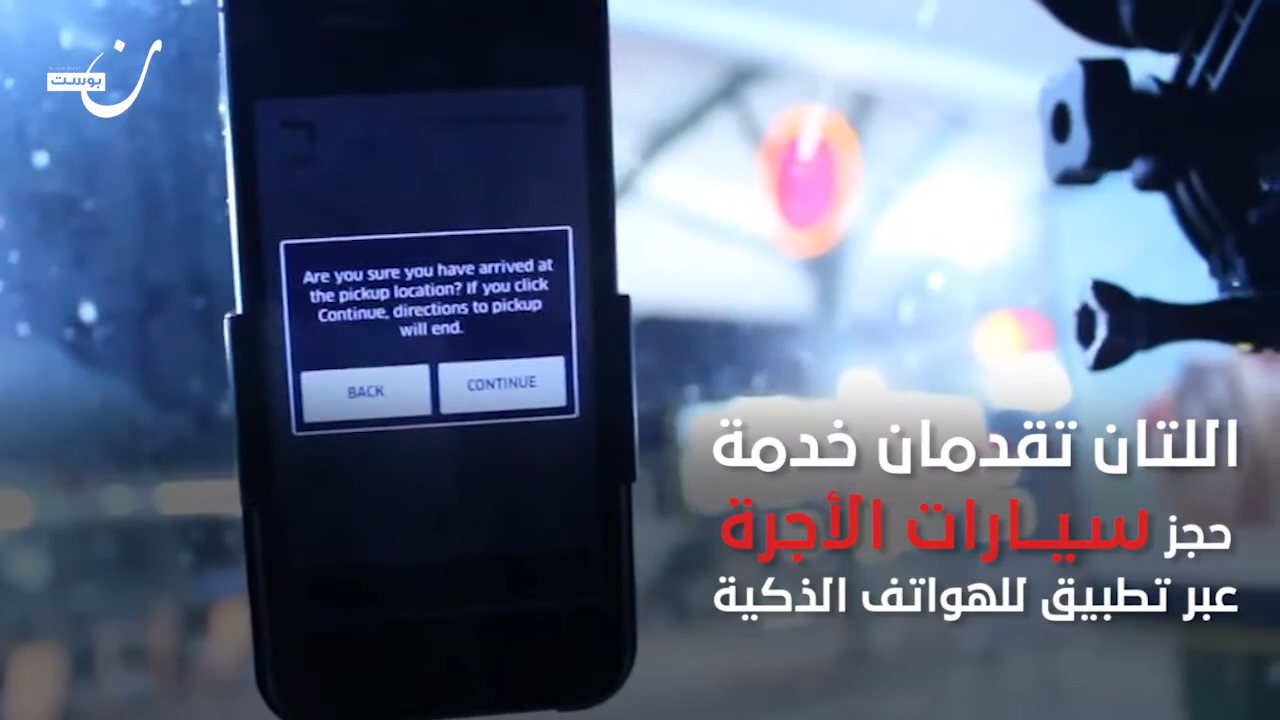 ن
بوست
Are you sure you have arrived at
the pickup location? If you click
Continue, directions to pickup
will end.
BACK
CONTINUE
اللتان تقدمان خدمة
حجز سيارات الأجرة
عبر تطبيق للهواتف الذكية